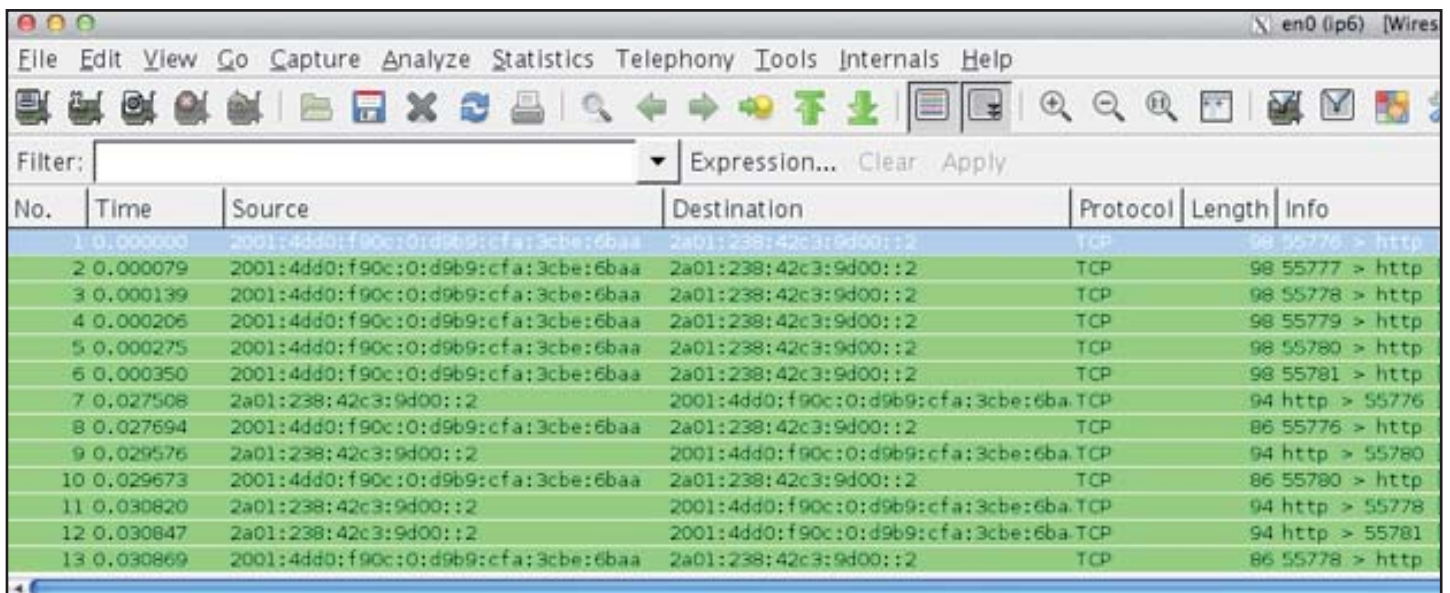 en0 (ip6) [Wires
File Edit View Go Capture Analyze Statistics Telephony Tools Internals Help
Filter: Expression... Clear Apply
No. Time Source Destination Protocol Length Info
1 0.000000 2001:4dd0:f90c:0:d9b9:cfa:3cbe:6baa 2a01:238:42c3:9d00::2 TCP 98 55776 > http
2 0.000079 2001:4dd0:f90c:0:d9b9:cfa:3cbe:6baa 2a01:238:42c3:9d00::2 TCP 98 55777 > http
3 0.000139 2001:4dd0:f90c:0:d9b9:cfa:3cbe:6baa 2a01:238:42c3:9d00::2 TCP 98 55778 > http
4 0.000206 2001:4dd0:f90c:0:d9b9:cfa:3cbe:6baa 2a01:238:42c3:9d00::2 TCP 98 55779 > http
5 0.000275 2001:4dd0:f90c:0:d9b9:cfa:3cbe:6baa 2a01:238:42c3:9d00::2 TCP 98 55780 > http
6 0.000350 2001:4dd0:f90c:0:d9b9:cfa:3cbe:6baa 2a01:238:42c3:9d00::2 TCP 98 55781 > http
7 0.027508 2a01:238:42c3:9d00::2 2001:4dd0:f90c:0:d9b9:cfa:3cbe:6ba TCP 94 http > 55776
8 0.027694 2001:4dd0:f90c:0:d9b9:cfa:3cbe:6baa 2a01:238:42c3:9d00::2 TCP 86 55776 > http
9 0.029576 2a01:238:42c3:9d00::2 2001:4dd0:f90c:0:d9b9:cfa:3cbe:6ba TCP 94 http > 55780
10 0.029673 2001:4dd0:f90c:0:d9b9:cfa:3cbe:6baa 2a01:238:42c3:9d00::2 TCP 86 55780 > http
11 0.030820 2a01:238:42c3:9d00::2 2001:4dd0:f90c:0:d9b9:cfa:3cbe:6ba TCP 94 http > 55778
12 0.030847 2a01:238:42c3:9d00::2 2001:4dd0:f90c:0:d9b9:cfa:3cbe:6ba TCP 94 http > 55781
13 0.030869 2001:4dd0:f90c:0:d9b9:cfa:3cbe:6baa 2a01:238:42c3:9d00::2 TCP 86 55778 > http